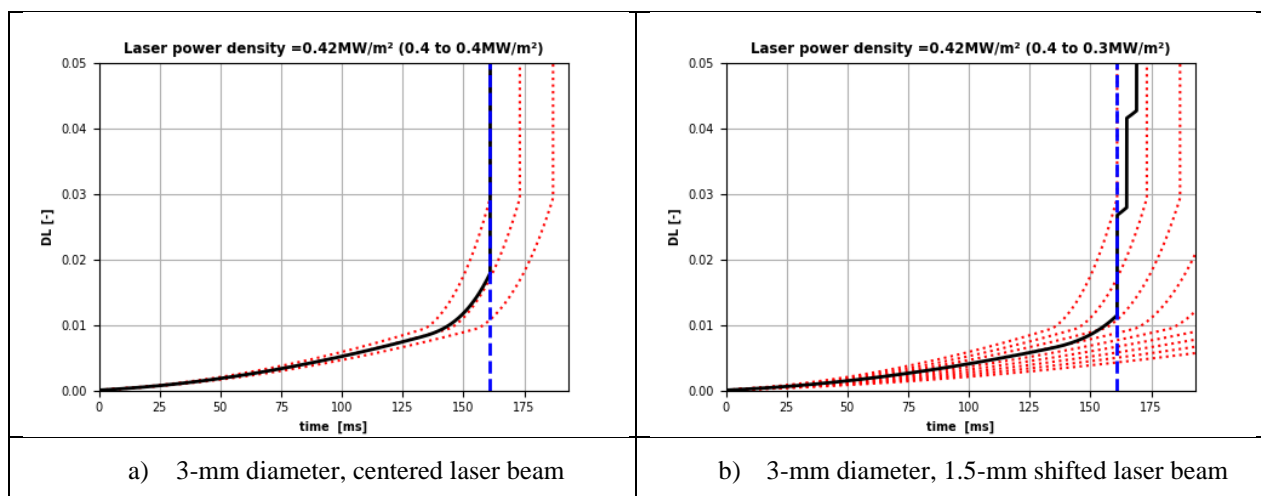 Laser power density =0.42MW/m² (0.4 to 0.4MW/m²)
0.05
0.04
0.03
0.02
0.01
0.00
DL [-]
0 25 50 75 100 125 150 175
time [ms]
a) 3-mm diameter, centered laser beam
Laser power density =0.42MW/m² (0.4 to 0.3MW/m²)
0.05
0.04
0.03
0.02
0.01
0.00
DL [-]
0 25 50 75 100 125 150 175
time [ms]
b) 3-mm diameter, 1.5-mm shifted laser beam